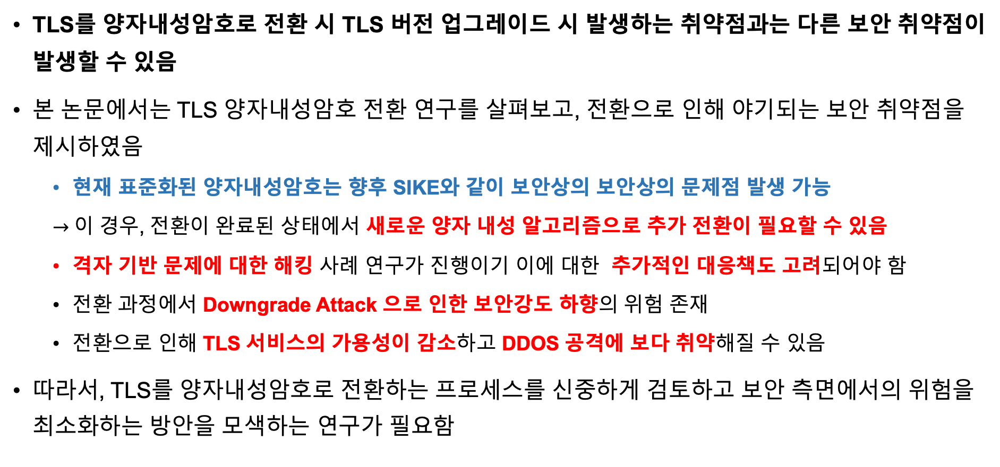 • TLS를 양자내성암호로 전환 시 TLS 버전 업그레이드 시 발생하는 취약점과는 다른 보안 취약점이
발생할 수 있음
• 본 논문에서는 TLS 양자내성암호 전환 연구를 살펴보고, 전환으로 인해 야기되는 보안 취약점을
제시하였음
• 현재 표준화된 양자내성암호는 향후 SIKE와 같이 보안상의 보안상의 문제점 발생 가능
→ 이 경우, 전환이 완료된 상태에서 새로운 양자 내성 알고리즘으로 추가 전환이 필요할 수 있음
• 격자 기반 문제에 대한 해킹 사례 연구가 진행이기 이에 대한 추가적인 대응책도 고려되어야 함
• 전환 과정에서 Downgrade Attack 으로 인한 보안강도 하향의 위험 존재
• 전환으로 인해 TLS 서비스의 가용성이 감소하고 DDOS 공격에 보다 취약해질 수 있음
• 따라서, TLS를 양자내성암호로 전환하는 프로세스를 신중하게 검토하고 보안 측면에서의 위험을
최소화하는 방안을 모색하는 연구가 필요함